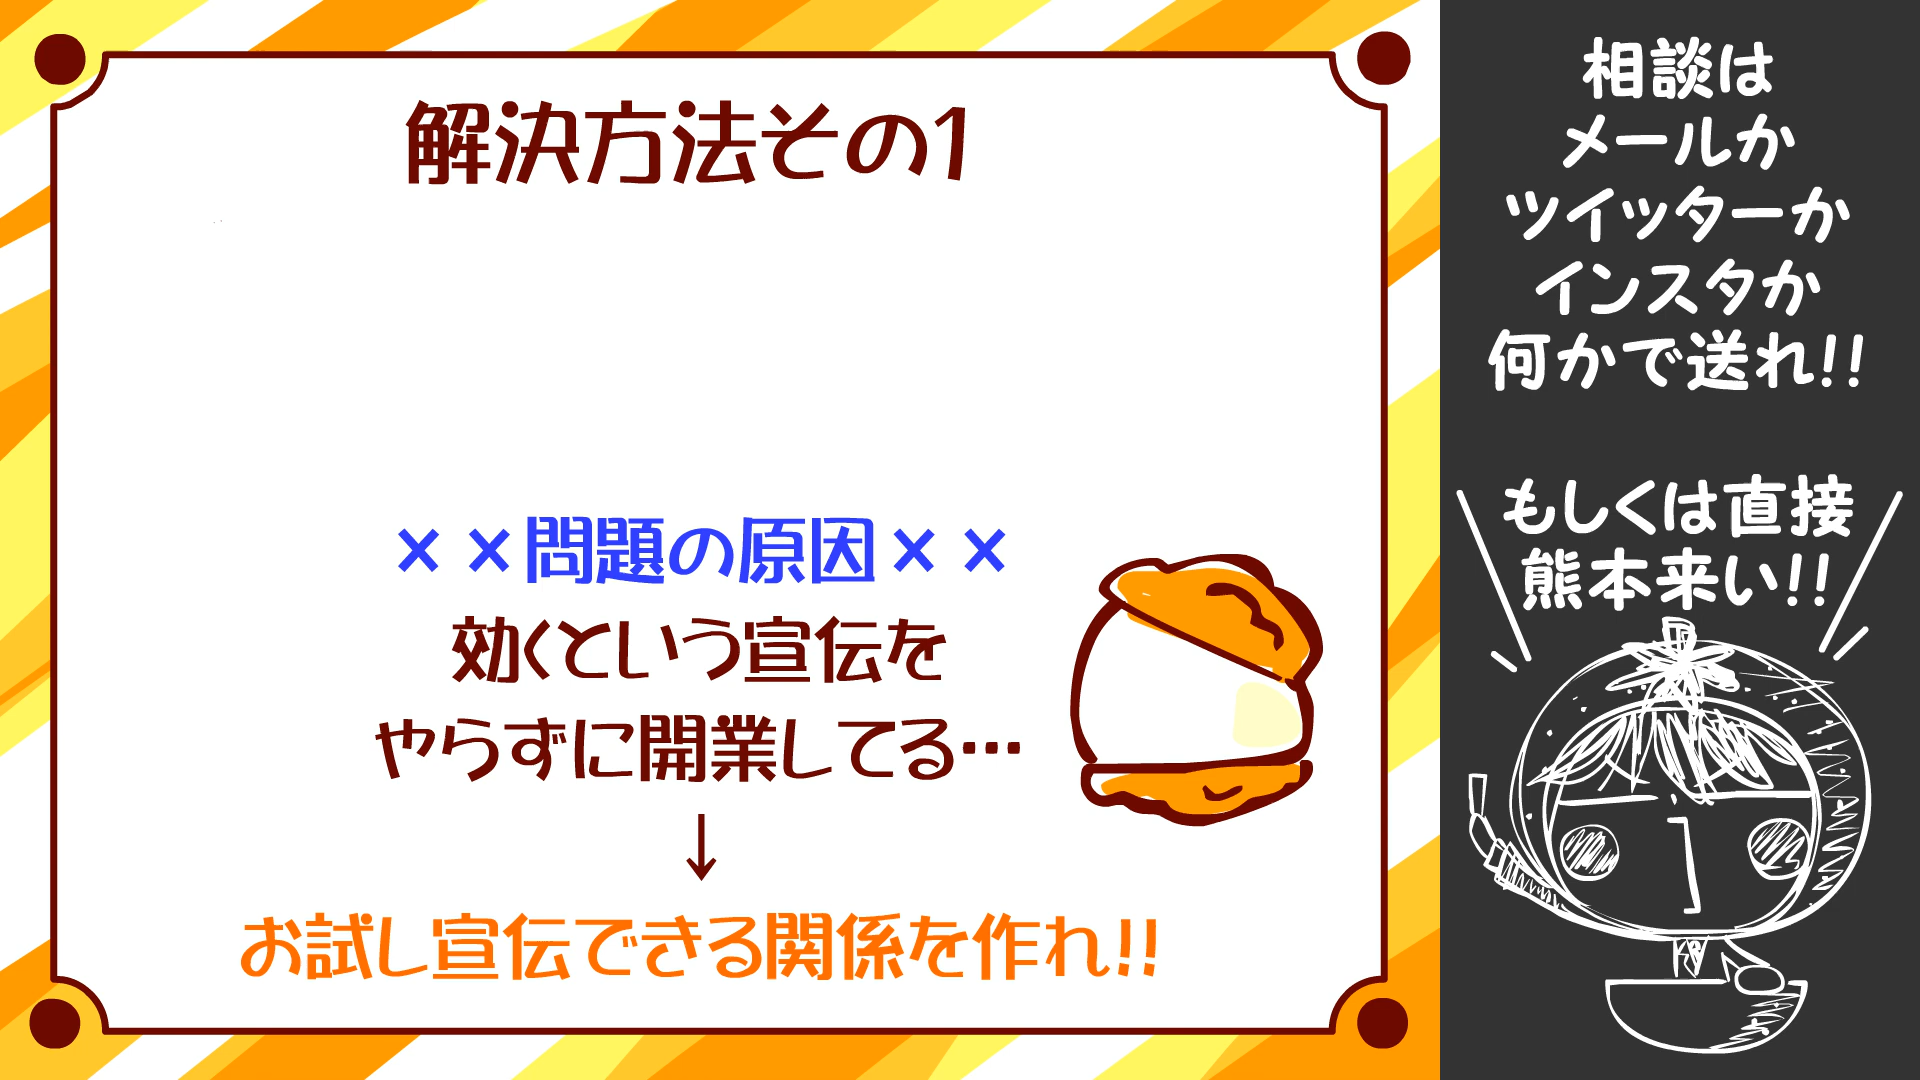 解決方法その1
××問題の原因××
効くという宣伝を
やらずに開業してる…
↓
お試し宣伝できる関係を作れ!!
相談は
メールか
ツイッターか
インスタか
何かで送れ!!
もしくは直接
熊本来い!!